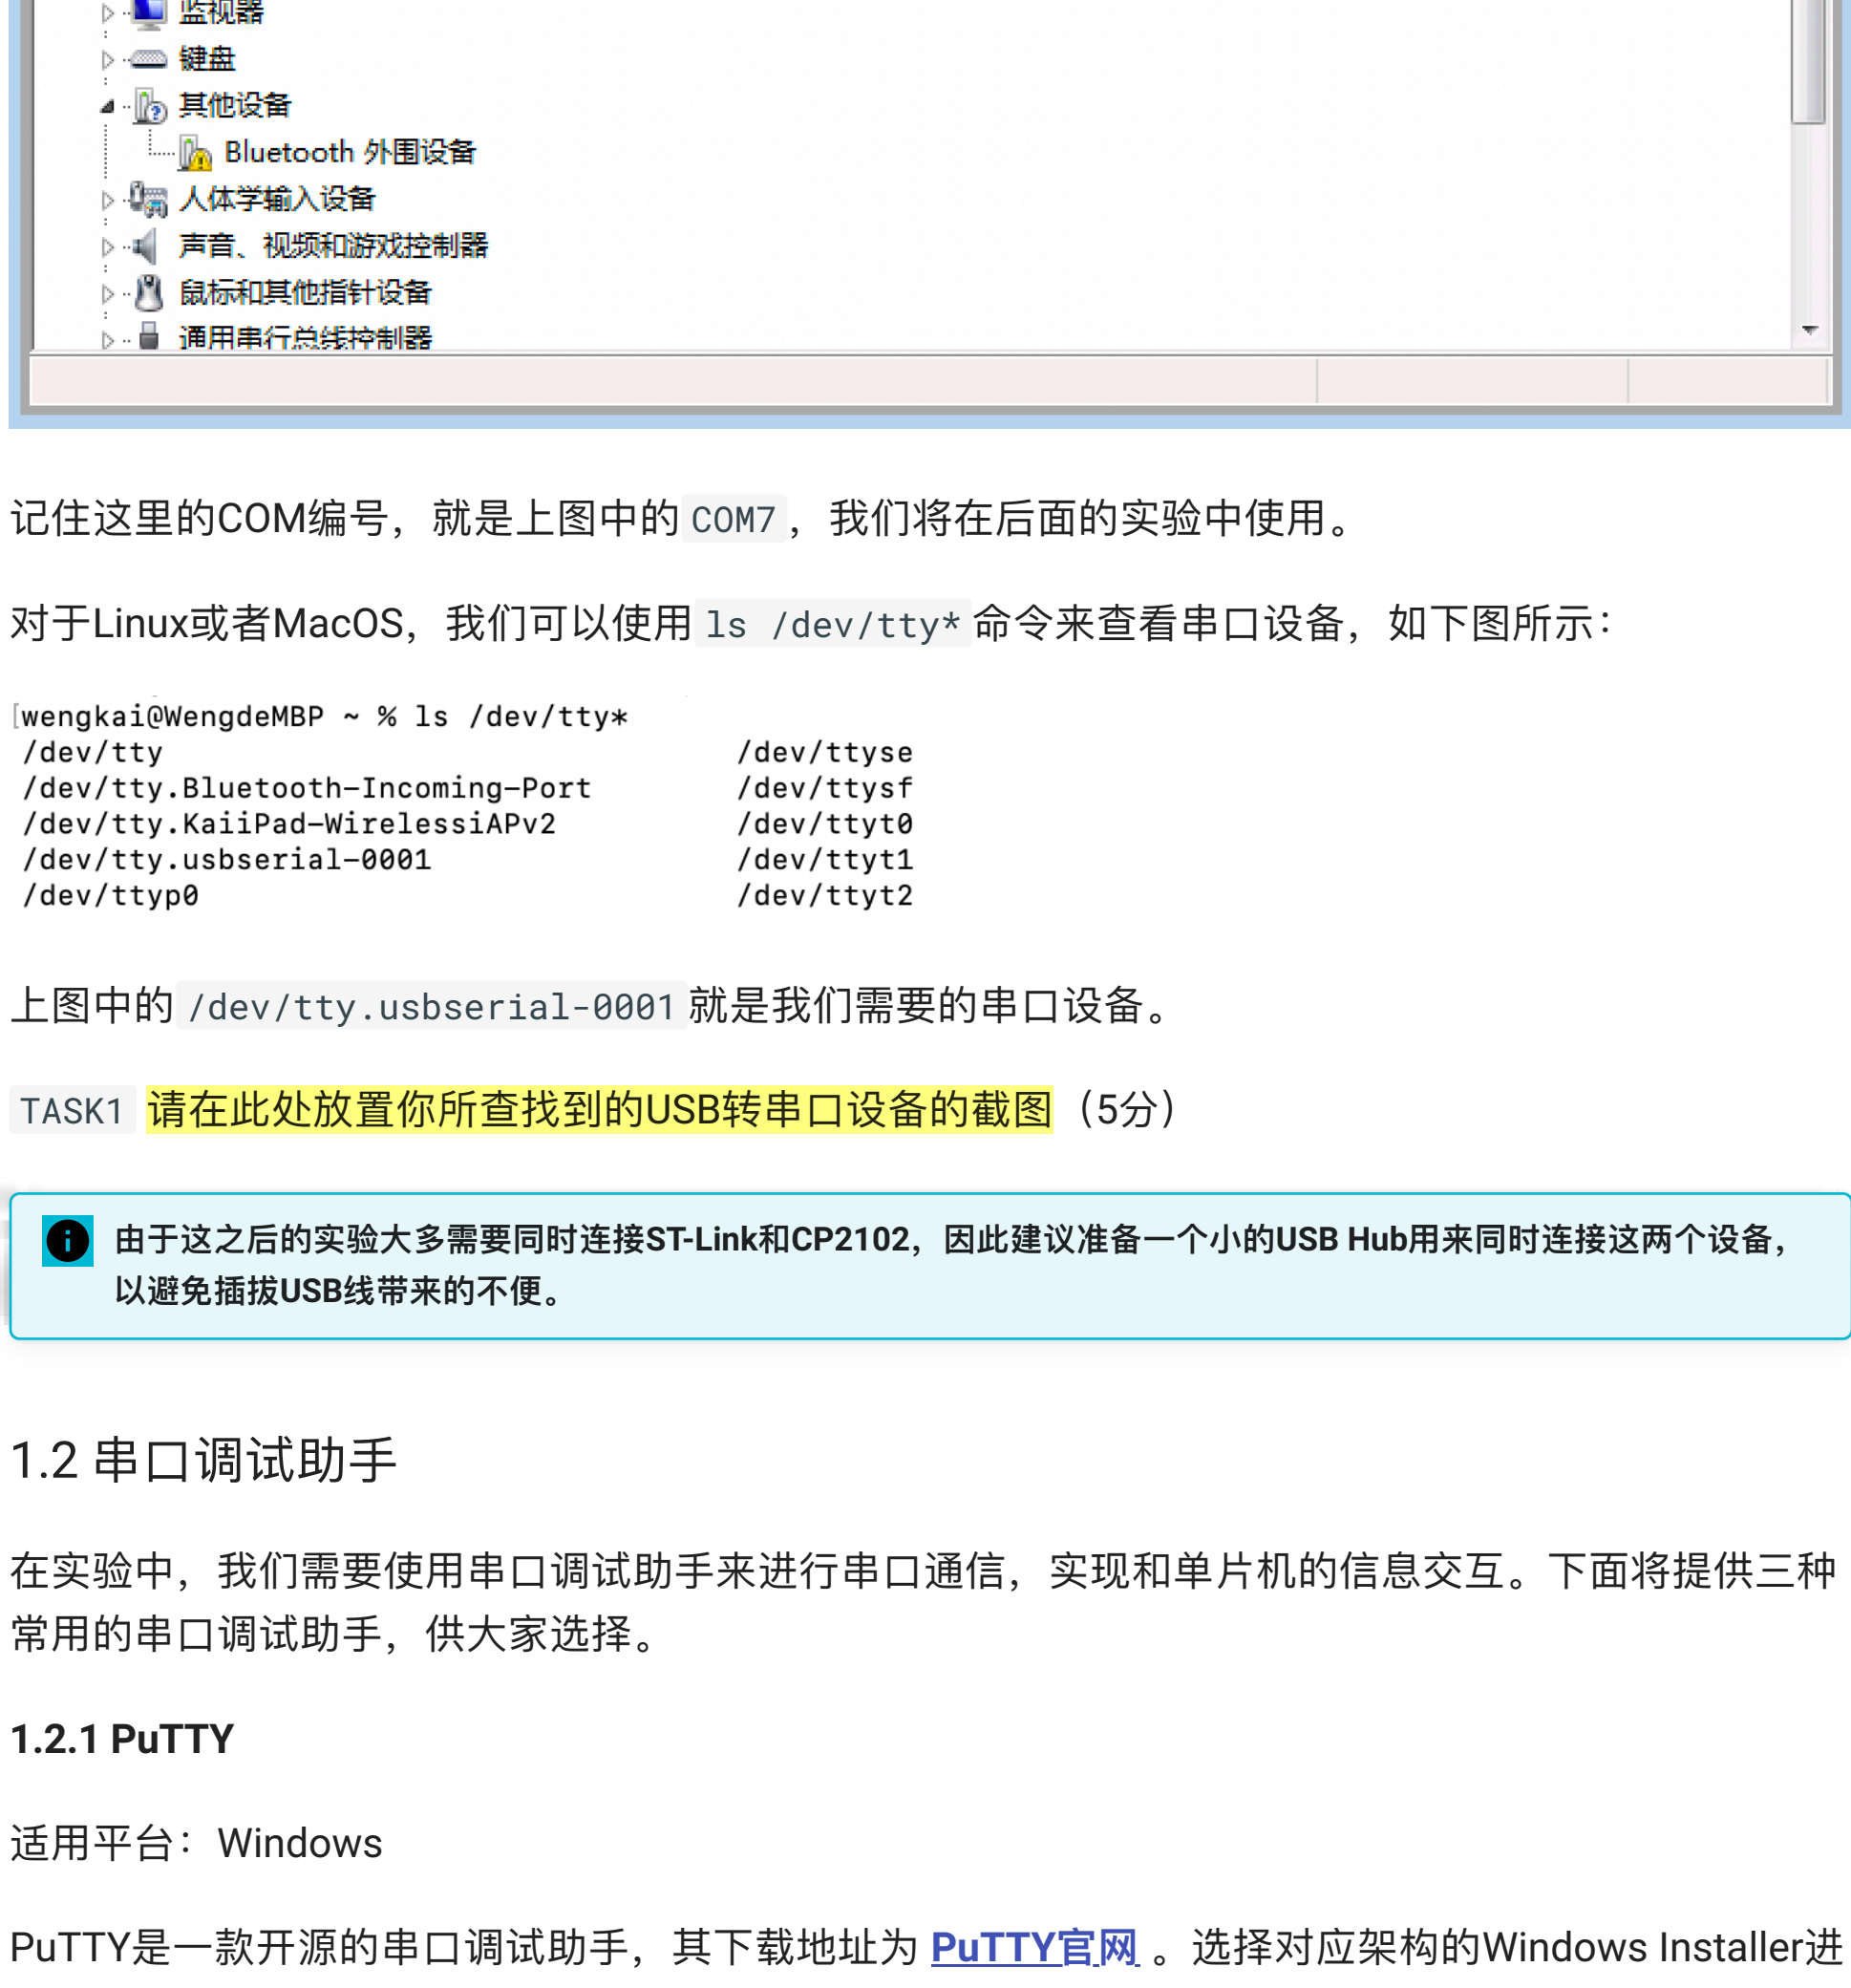 监视器
键盘
其他设备
Bluetooth 外围设备
人体学输入设备
声音、视频和游戏控制器
鼠标和其他指针设备
通用串行总线控制器
记住这里的COM编号，就是上图中的 COM7 ，我们将在后面的实验中使用。
对于Linux或者MacOS，我们可以使用 ls /dev/tty* 命令来查看串口设备，如下图所示：
[wengkai@WengdeMBP ~ % ls /dev/tty*
/dev/tty /dev/ttyse
/dev/tty.Bluetooth-Incoming-Port /dev/ttysf
/dev/tty.KaiiPad-WirelessiAPv2 /dev/ttyt0
/dev/tty.usbserial-0001 /dev/ttyt1
/dev/ttyp0 /dev/ttyt2
上图中的 /dev/tty.usbserial-0001 就是我们需要的串口设备。
TASK1 请在此处放置你所查找到的USB转串口设备的截图（5分）
由于这之后的实验大多需要同时连接ST-Link和CP2102，因此建议准备一个小的USB Hub用来同时连接这两个设备，
以避免插拔USB线带来的不便。
1.2 串口调试助手
在实验中，我们需要使用串口调试助手来进行串口通信，实现和单片机的信息交互。下面将提供三种
常用的串口调试助手，供大家选择。
1.2.1 PuTTY
适用平台：Windows
PuTTY是一款开源的串口调试助手，其下载地址为 PuTTY官网 。选择对应架构的Windows Installer进